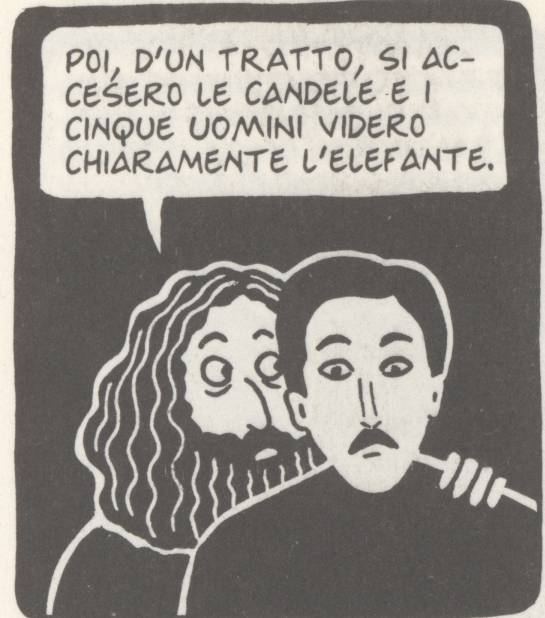 POI, D'UN TRATTO, SI AC-
CESERO LE CANDELE E I
CINQUE UOMINI VIDERO
CHIARAMENTE L'ELEFANTE.